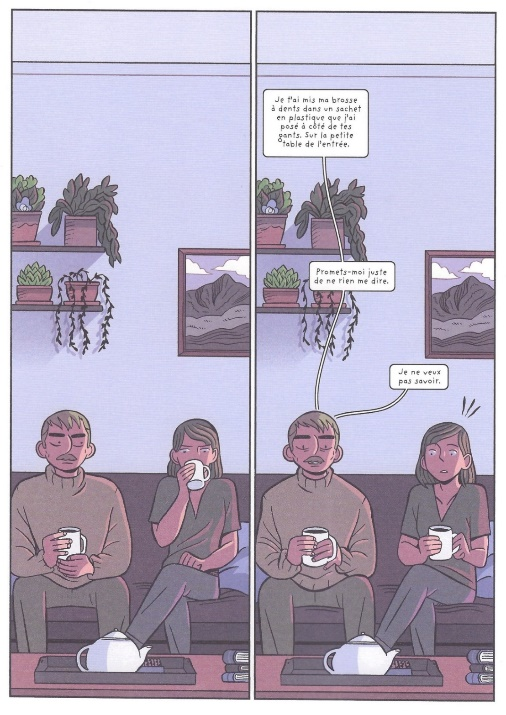 Je t'ai mis ma brosse
à dents dans un sachet
en plastique que j'ai
posé à côté de tes
gants. Sur la petite
table de l'entrée.
Promets-moi juste
de ne rien me dire.
Je ne veux
pas savoir.